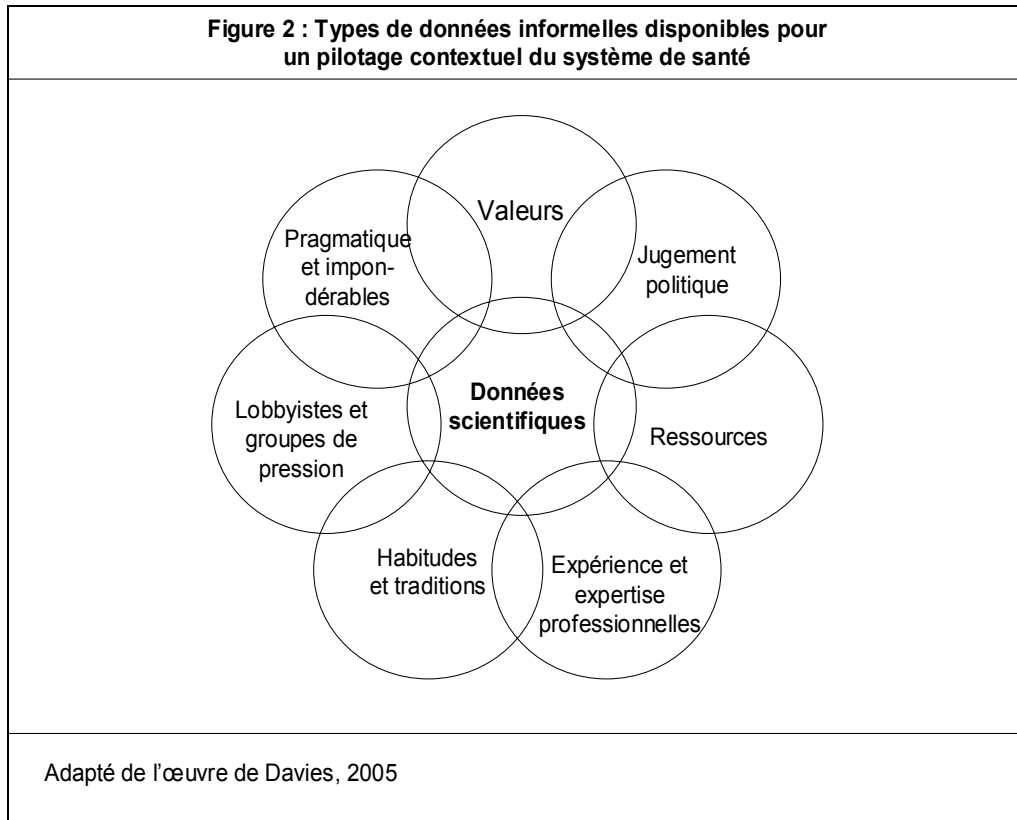 Figure 2 : Types de données informelles disponibles pour
un pilotage contextuel du système de santé
Valeurs
Pragmatique
et impon-
dérables
Jugement
politique
Données
scientifiques
Lobbyistes et
groupes de
pression
Ressources
Habitudes
et traditions
Expérience et
expertise
professionnelles
Adapté de l’œuvre de Davies, 2005